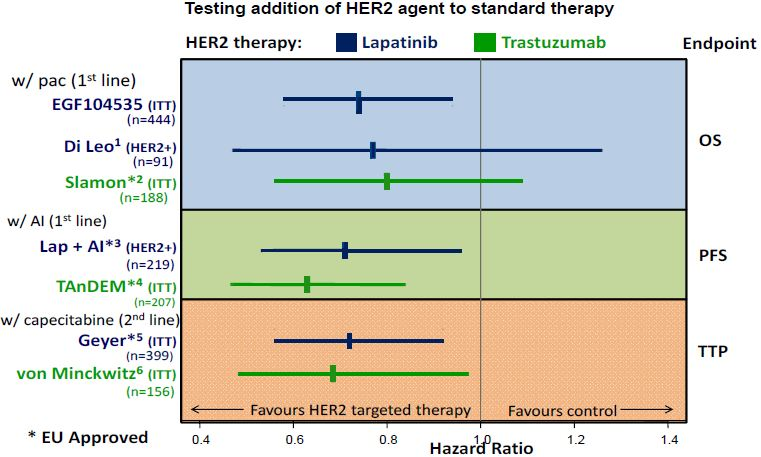 Testing addition of HER2 agent to standard therapy
HER2 therapy: Lapatinib Trastuzumab Endpoint
w/ pac (1st line)
EGF104535 (ITT)
(n=444)
Di Leo¹ (HER2+)
(n=91)
Slamon*² (ITT)
(n=188)
OS
w/ AI (1st line)
Lap + AI*³ (HER2+)
(n=219)
TAnDEM*⁴ (ITT)
(n=207)
PFS
w/ capecitabine (2nd line)
Geyer*⁵ (ITT)
(n=399)
von Minckwitz⁶ (ITT)
(n=156)
TTP
Favours HER2 targeted therapy Favours control
0.4 0.6 0.8 1.0 1.2 1.4
* EU Approved
Hazard Ratio